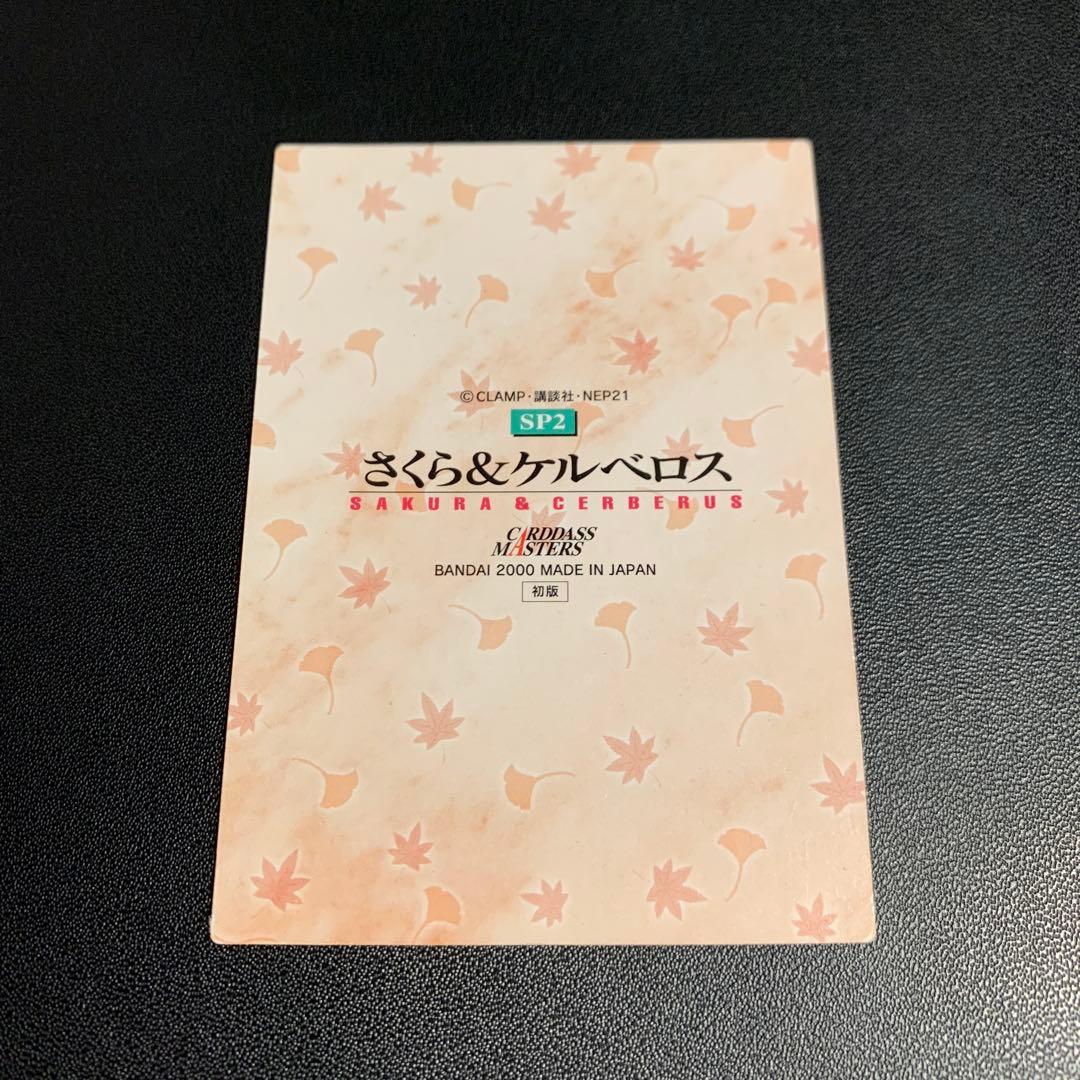 ©CLAMP・講談社・NEP21
SP2
さくら&ケルベロス
SAKURA & CERBERUS
CARDDASS
MASTERS
BANDAI 2000 MADE IN JAPAN
初版